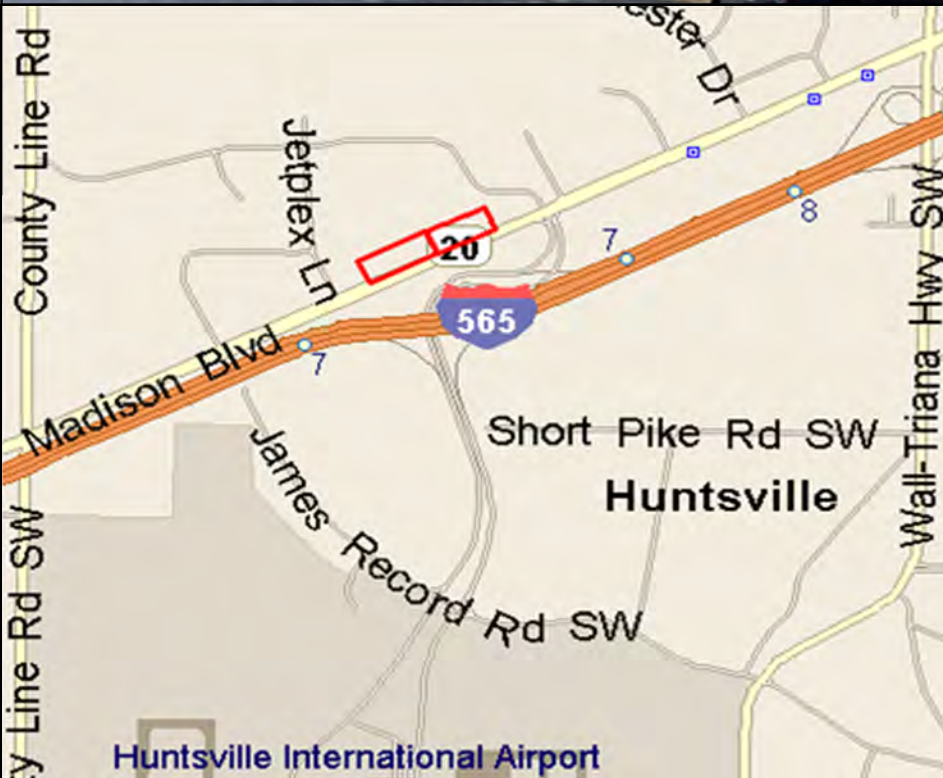 County Line Rd
Dr
Jetplex Ln
20
8
7
565
7
Madison Blvd
Wall-Triana Hwy SW
Short Pike Rd SW
Huntsville
James Record Rd SW
Line Rd SW
Huntsville International Airport